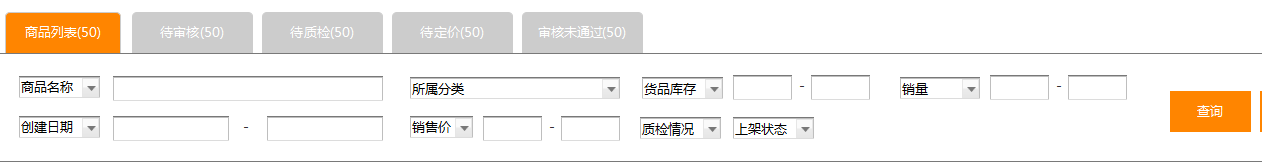 商品列表(50) 待审核(50) 待质检(50) 待定价(50) 审核未通过(50)
商品名称 所属分类 货品库存 - 销量 -
查询
创建日期 - 销售价 - 质检情况 上架状态